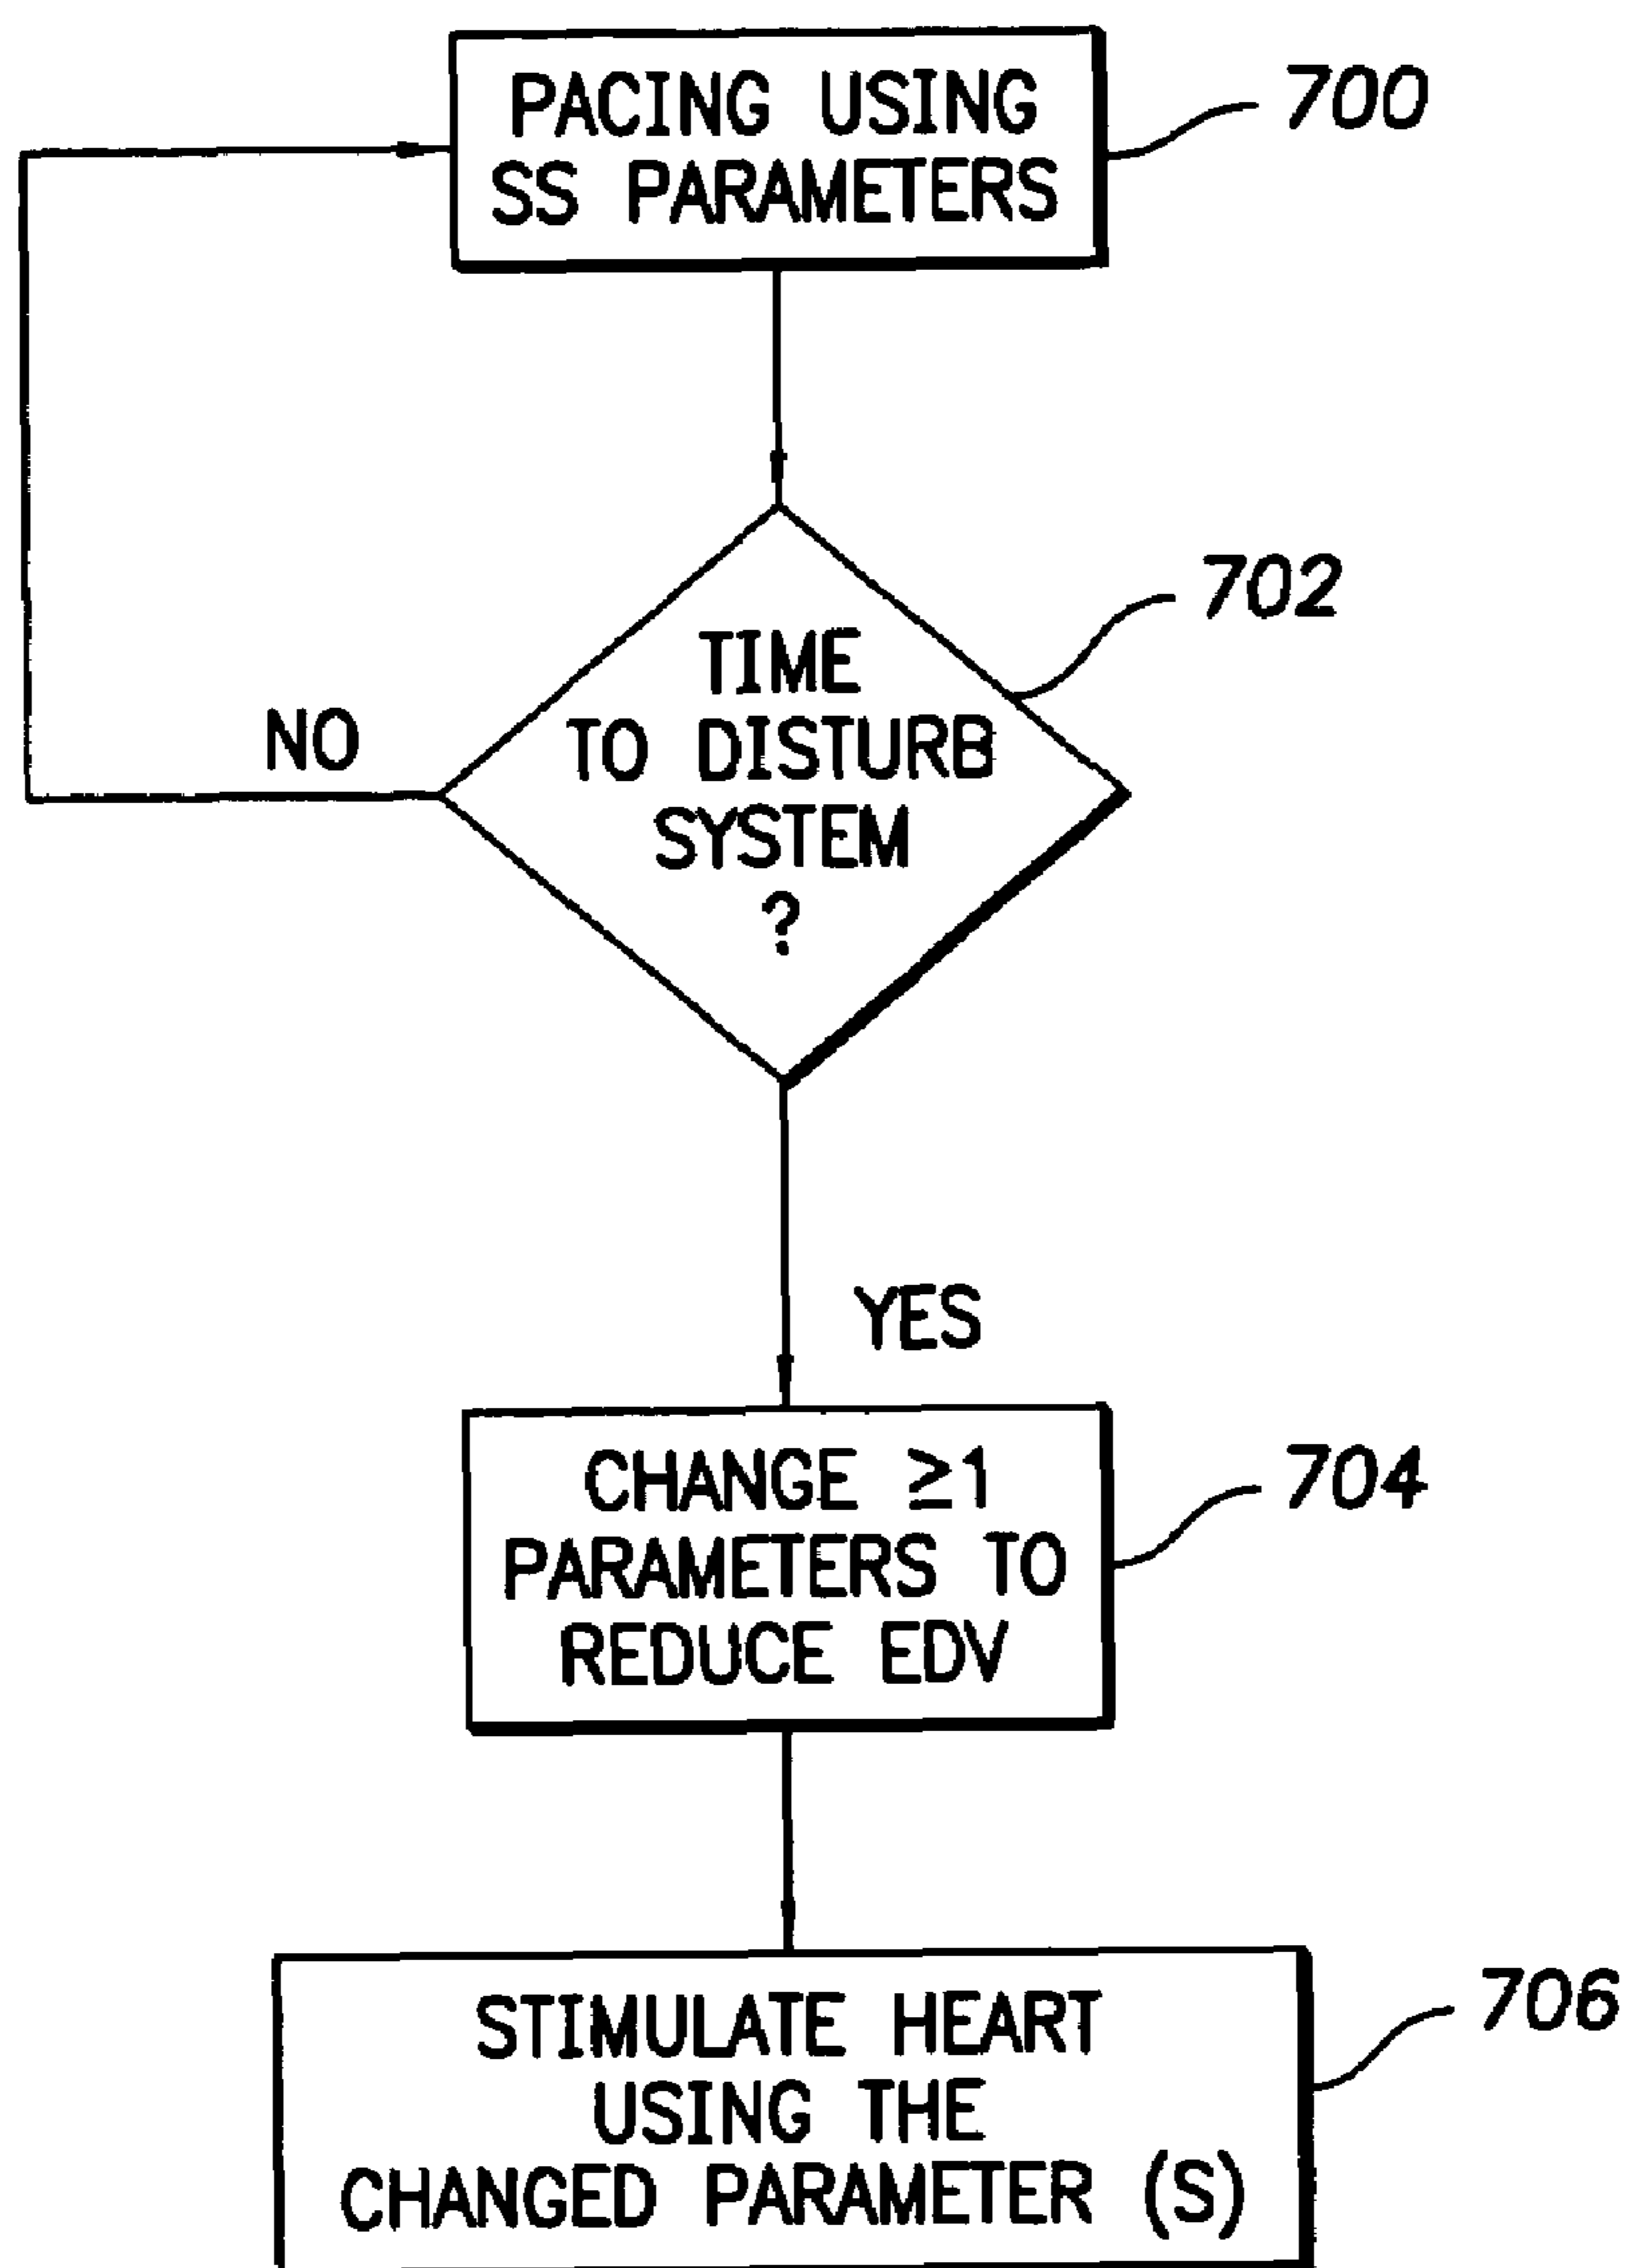 PACING USING
SS PARAMETERS
700
TIME
TO DISTURB
SYSTEM
?
702
NO
YES
CHANGE ≥1
PARAMETERS TO
REDUCE EDV
704
STIMULATE HEART
USING THE
CHANGED PARAMETER (S)
706